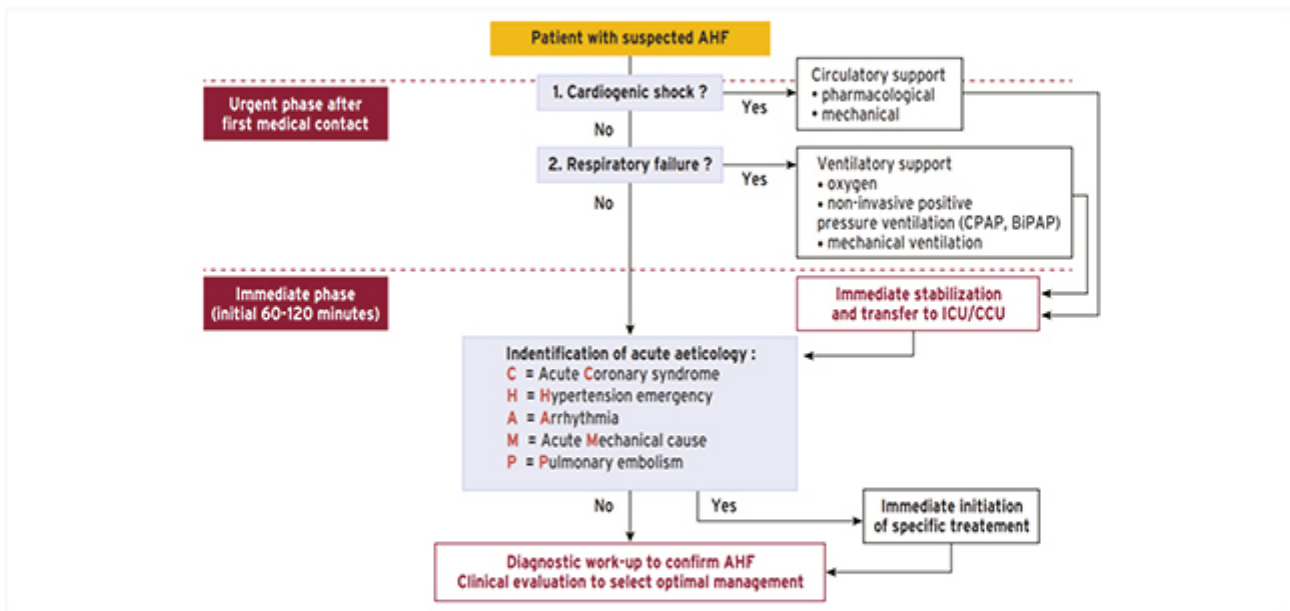 Patient with suspected AHF
Urgent phase after
first medical contact
1. Cardiogenic shock ?
Yes
No
Circulatory support
• pharmacological
• mechanical
2. Respiratory failure ?
Yes
No
Ventilatory support
• oxygen
• non-invasive positive
pressure ventilation (CPAP, BiPAP)
• mechanical ventilation
Immediate phase
(initial 60-120 minutes)
Immediate stabilization
and transfer to ICU/CCU
Indentification of acute aeticology :
C = Acute Coronary syndrome
H = Hypertension emergency
A = Arrhythmia
M = Acute Mechanical cause
P = Pulmonary embolism
No
Yes
Immediate initiation
of specific treatement
Diagnostic work-up to confirm AHF
Clinical evaluation to select optimal management